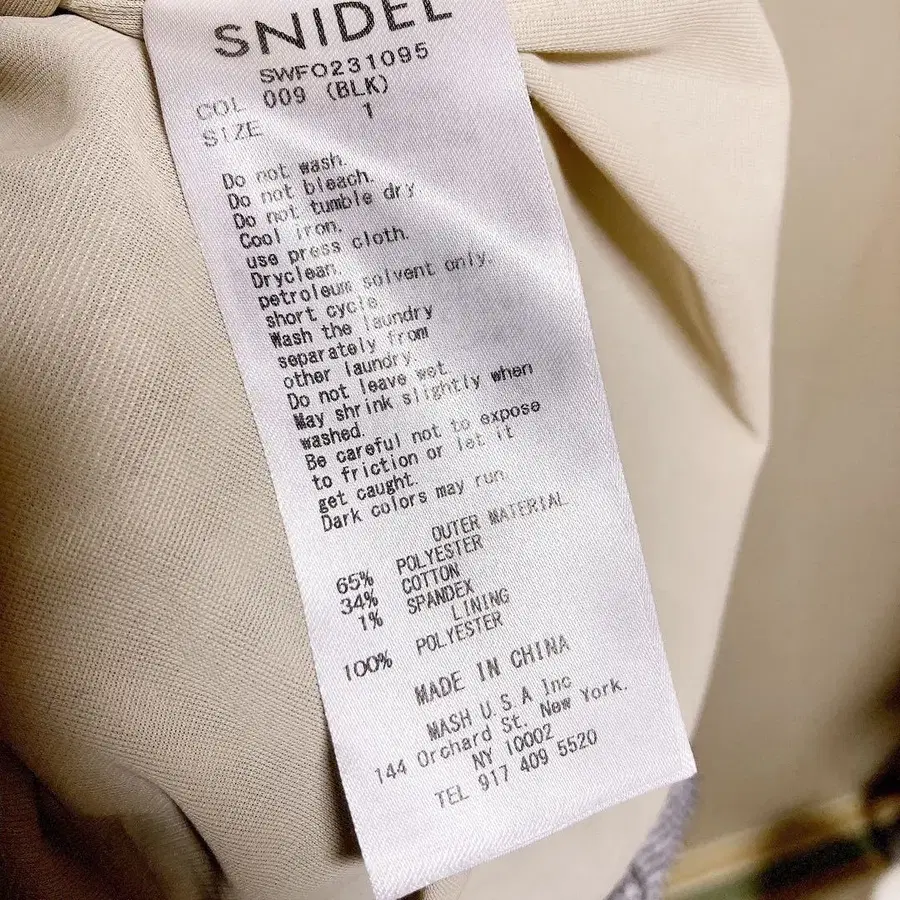 SNIDEL
SWFO231095
COL 009 (BLK)
SIZE 1
Do not wash.
Do not bleach.
Do not tumble dry
Cool iron.
use press cloth.
Dryclean.
petroleum solvent only.
short cycle.
Wash the laundry
separately from
other laundry.
Do not leave wet.
May shrink slightly when
washed.
Be careful not to expose
to friction or let it
get caught.
Dark colors may run.
OUTER MATERIAL
65% POLYESTER
34% COTTON
1% SPANDEX
LINING
100% POLYESTER
MADE IN CHINA
MASH U.S.A Inc
144 Orchard St. New York.
NY 10002
TEL 917 409 5520